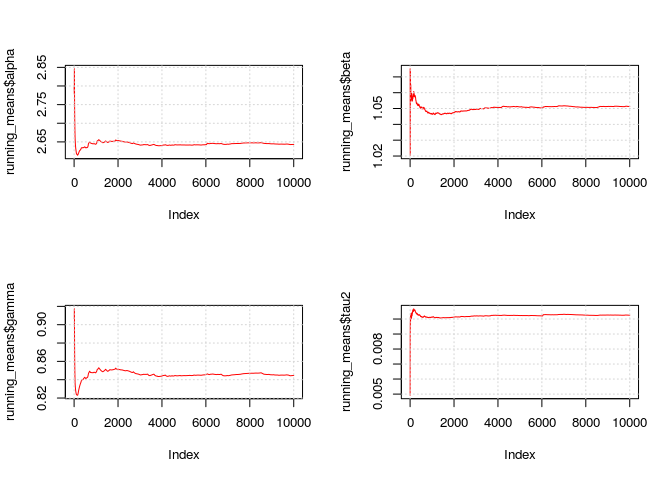 running_means$alpha
2.85
2.75
2.65
0 2000 4000 6000 8000 10000
Index
running_means$beta
1.05
1.02
0 2000 4000 6000 8000 10000
Index
running_means$gamma
0.90
0.86
0.82
0 2000 4000 6000 8000 10000
Index
running_means$tau2
0.008
0.005
0 2000 4000 6000 8000 10000
Index